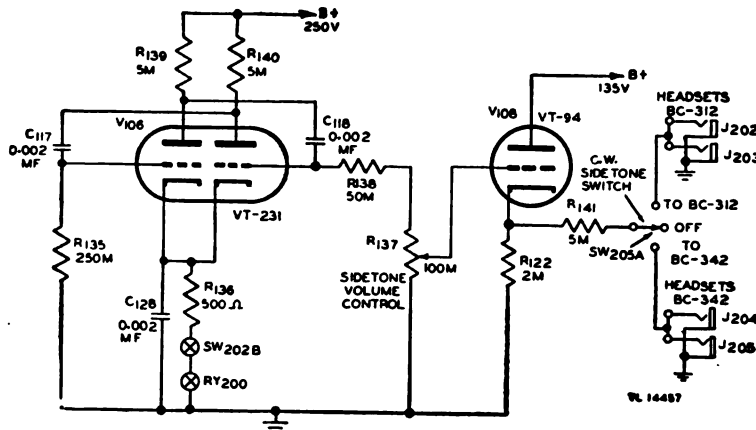 B+
250V
R139
5M
R140
5M
C117
0.002
MF
V106
C118
0.002
MF
VT-231
R138
50M
R135
250M
C128
0.002
MF
R136
500 Ω
SW202B
RY200
R137
100M
SIDETONE
VOLUME
CONTROL
B+
135V
V108
VT-94
R141
5M
R122
2M
C.W.
SIDETONE
SWITCH
SW205A
HEADSETS
BC-312
J202
J203
TO BC-312
OFF
TO
BC-342
HEADSETS
BC-342
J204
J205
TL 14457